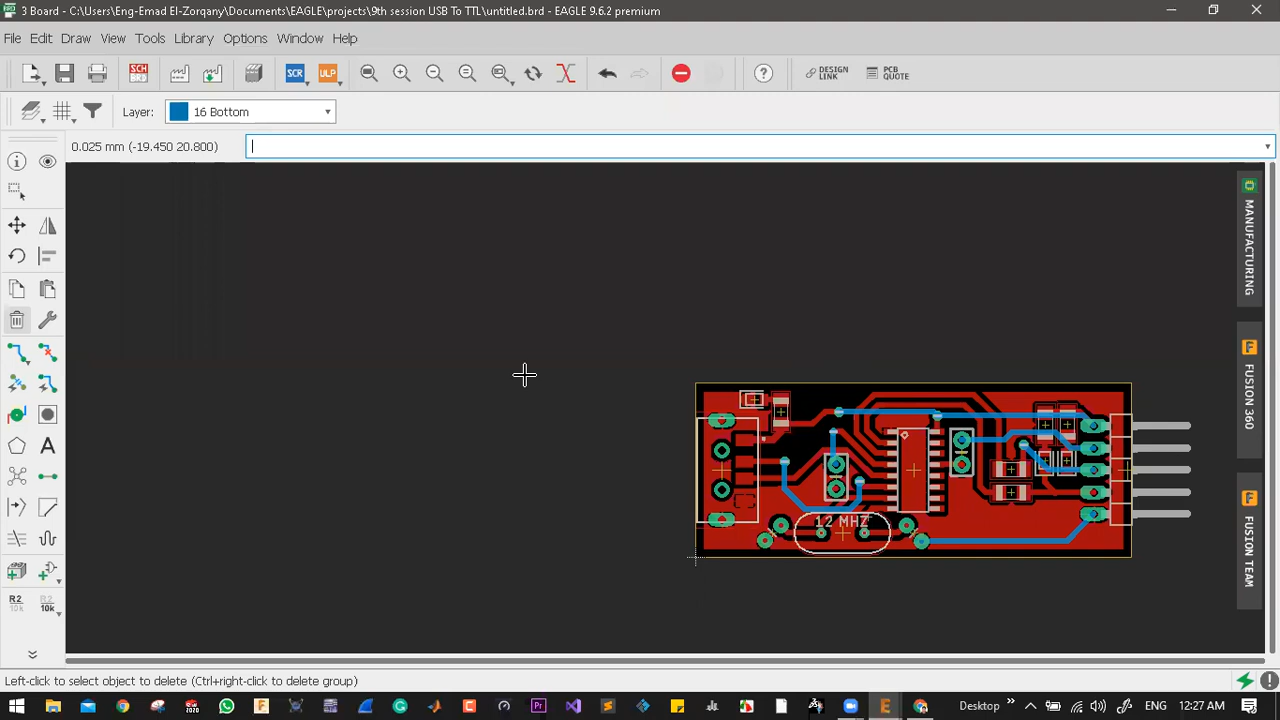 3 Board - C:\Users\Eng-Emad El-Zorqany\Documents\EAGLE\projects\9th session USB To TTL\untitled.brd - EAGLE 9.6.2 premium
File Edit Draw View Tools Library Options Window Help
SCH SCR ULP DESIGN LINK PCB QUOTE
Layer: 16 Bottom
0.025 mm (-19.450 20.800)
MANUFACTURING
FUSION 360
FUSION TEAM
12 MHZ
R2 10k R2 10k
Left-click to select object to delete (Ctrl+right-click to delete group)
Desktop ENG 12:27 AM